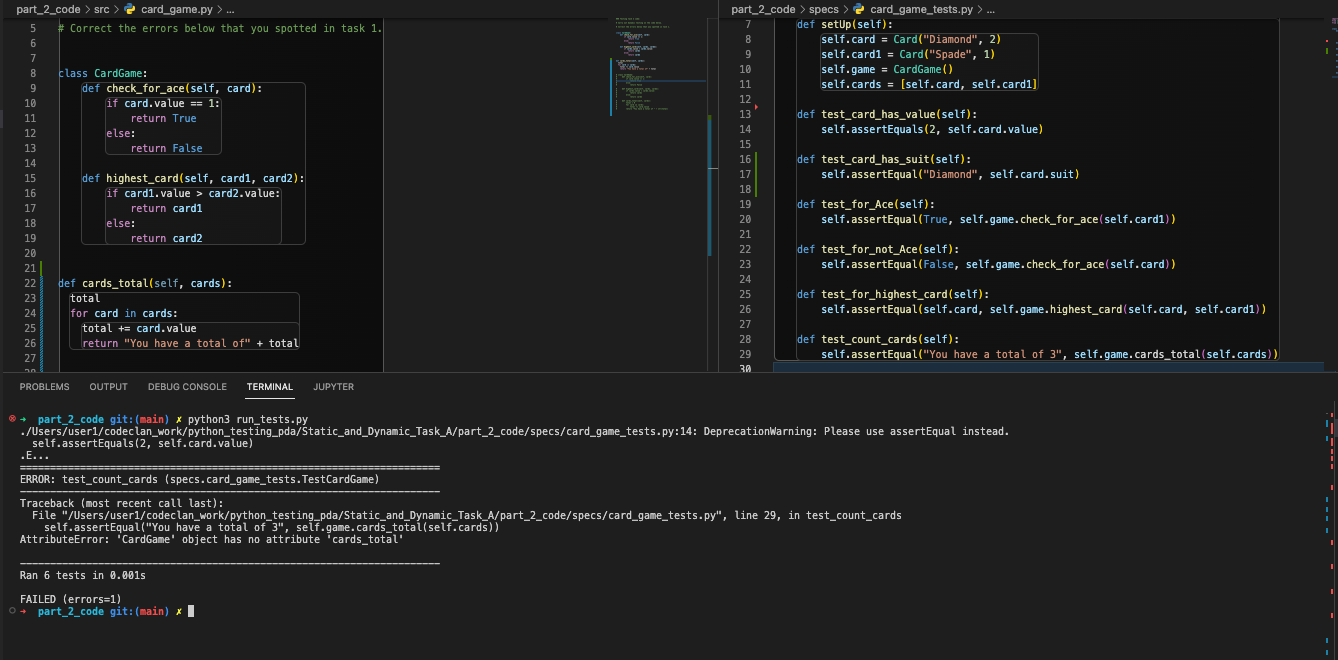 part_2_code > src > card_game.py > ...
5 # Correct the errors below that you spotted in task 1.
6
7
8 class CardGame:
9 def check_for_ace(self, card):
10 if card.value == 1:
11 return True
12 else:
13 return False
14
15 def highest_card(self, card1, card2):
16 if card1.value > card2.value:
17 return card1
18 else:
19 return card2
20
21
22 def cards_total(self, cards):
23 total
24 for card in cards:
25 total += card.value
26 return "You have a total of" + total
27
part_2_code > specs > card_game_tests.py > ...
7 def setUp(self):
8 self.card = Card("Diamond", 2)
9 self.card1 = Card("Spade", 1)
10 self.game = CardGame()
11 self.cards = [self.card, self.card1]
12
13 def test_card_has_value(self):
14 self.assertEquals(2, self.card.value)
15
16 def test_card_has_suit(self):
17 self.assertEqual("Diamond", self.card.suit)
18
19 def test_for_Ace(self):
20 self.assertEqual(True, self.game.check_for_ace(self.card1))
21
22 def test_for_not_Ace(self):
23 self.assertEqual(False, self.game.check_for_ace(self.card))
24
25 def test_for_highest_card(self):
26 self.assertEqual(self.card, self.game.highest_card(self.card, self.card1))
27
28 def test_count_cards(self):
29 self.assertEqual("You have a total of 3", self.game.cards_total(self.cards))
30
PROBLEMS OUTPUT DEBUG CONSOLE TERMINAL JUPYTER
→ part_2_code git:(main) ✗ python3 run_tests.py
./Users/user1/codeclan_work/python_testing_pda/Static_and_Dynamic_Task_A/part_2_code/specs/card_game_tests.py:14: DeprecationWarning: Please use assertEqual instead.
self.assertEquals(2, self.card.value)
.E...
======================================================================
ERROR: test_count_cards (specs.card_game_tests.TestCardGame)
----------------------------------------------------------------------
Traceback (most recent call last):
File "/Users/user1/codeclan_work/python_testing_pda/Static_and_Dynamic_Task_A/part_2_code/specs/card_game_tests.py", line 29, in test_count_cards
self.assertEqual("You have a total of 3", self.game.cards_total(self.cards))
AttributeError: 'CardGame' object has no attribute 'cards_total'
----------------------------------------------------------------------
Ran 6 tests in 0.001s
FAILED (errors=1)
→ part_2_code git:(main) ✗